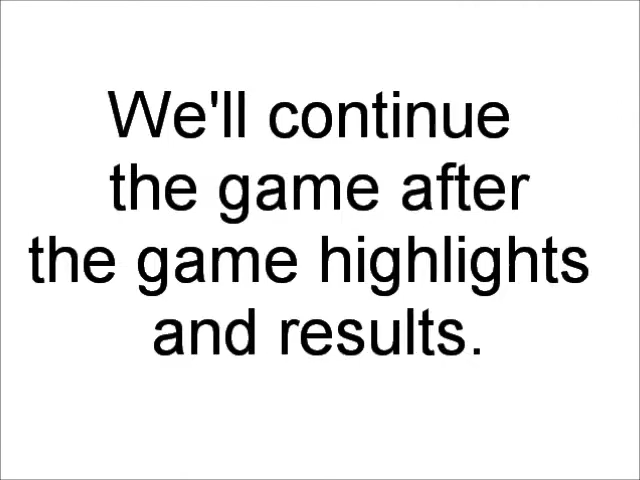 We'll continue
the game after
the game highlights
and results.